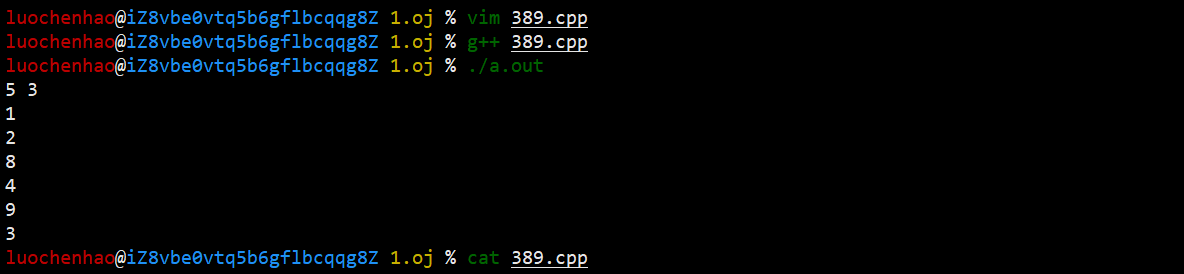 luochenhao@iZ8vbe0vtq5b6gflbcqqg8Z 1.oj % vim 389.cpp
luochenhao@iZ8vbe0vtq5b6gflbcqqg8Z 1.oj % g++ 389.cpp
luochenhao@iZ8vbe0vtq5b6gflbcqqg8Z 1.oj % ./a.out
5 3
1
2
8
4
9
3
luochenhao@iZ8vbe0vtq5b6gflbcqqg8Z 1.oj % cat 389.cpp